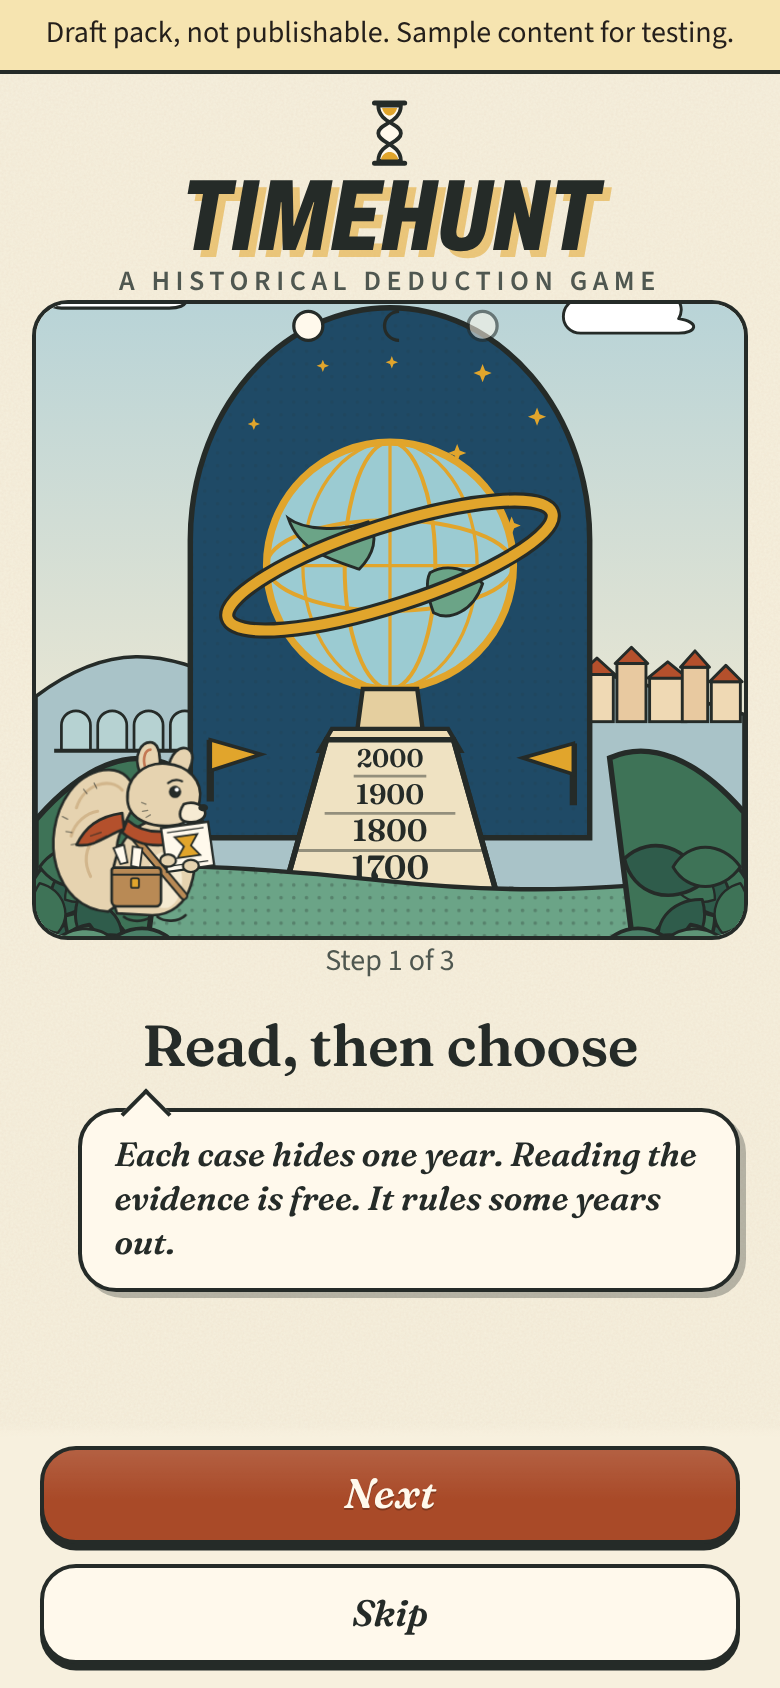 Draft pack, not publishable. Sample content for testing.
TIMEHUNT
A HISTORICAL DEDUCTION GAME
2000
1900
1800
1700
Step 1 of 3
Read, then choose
Each case hides one year. Reading the
evidence is free. It rules some years
out.
Next
Skip